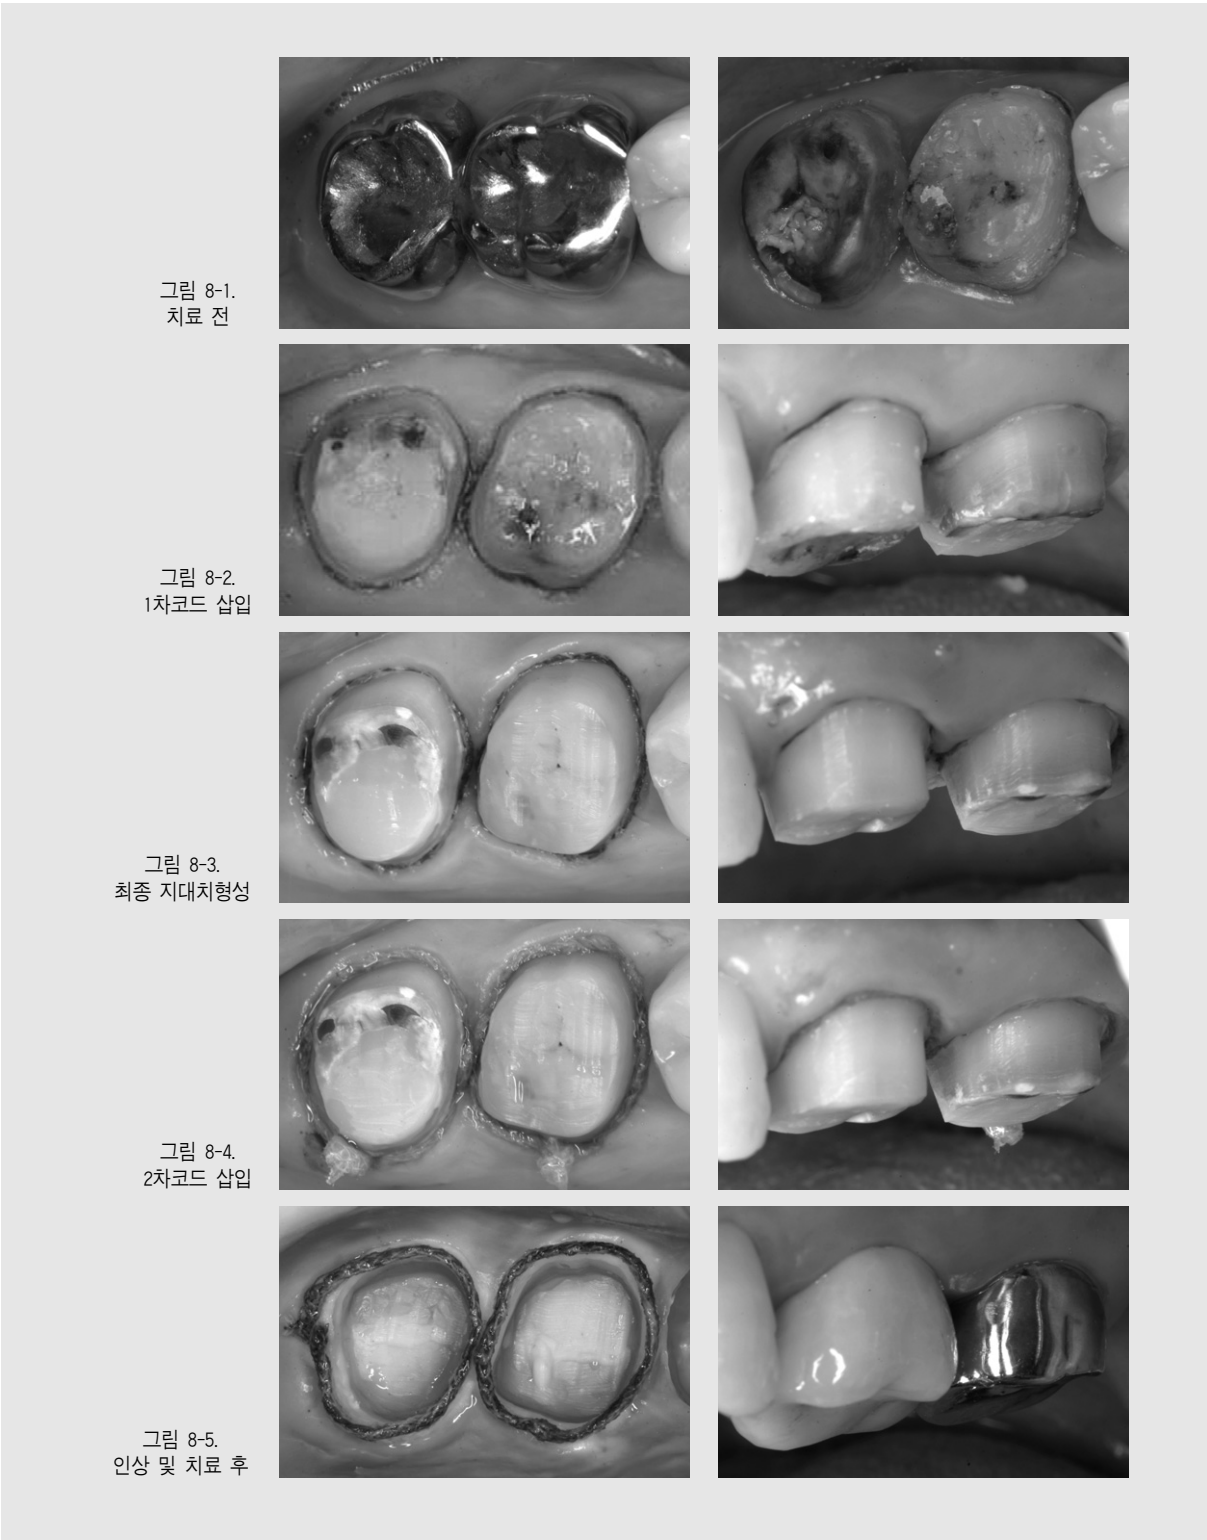 그림 8-1.
치료 전
그림 8-2.
1차코드 삽입
그림 8-3.
최종 지대치형성
그림 8-4.
2차코드 삽입
그림 8-5.
인상 및 치료 후